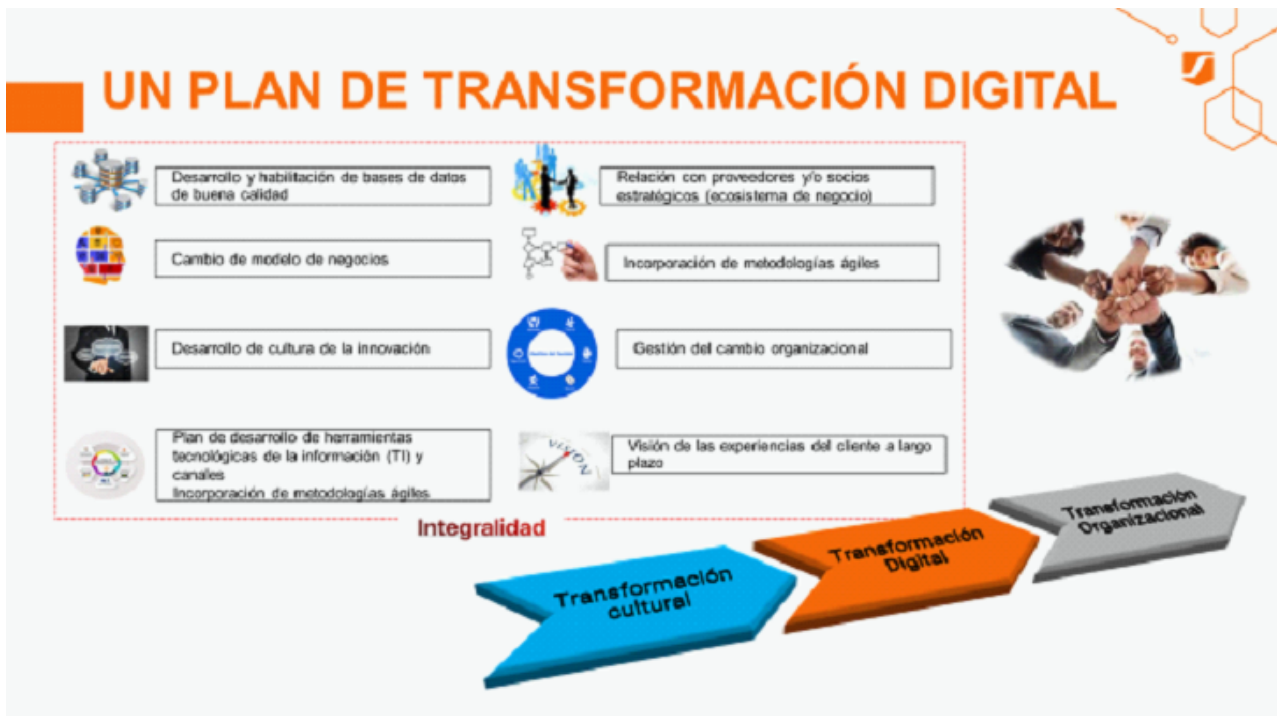 UN PLAN DE TRANSFORMACIÓN DIGITAL
Desarrollo y habilitación de bases de datos
de buena calidad
Relación con proveedores y/o socios
estratégicos (ecosistema de negocio)
Cambio de modelo de negocios
Incorporación de metodologías ágiles
Desarrollo de cultura de la innovación
Gestión del cambio organizacional
Plan de desarrollo de herramientas
tecnológicas de la información (TI) y
canales
Incorporación de metodologías ágiles
VISION
Visión de las experiencias del cliente a largo
plazo
Integralidad
Transformación
cultural
Transformación
Digital
Transformación
Organizacional